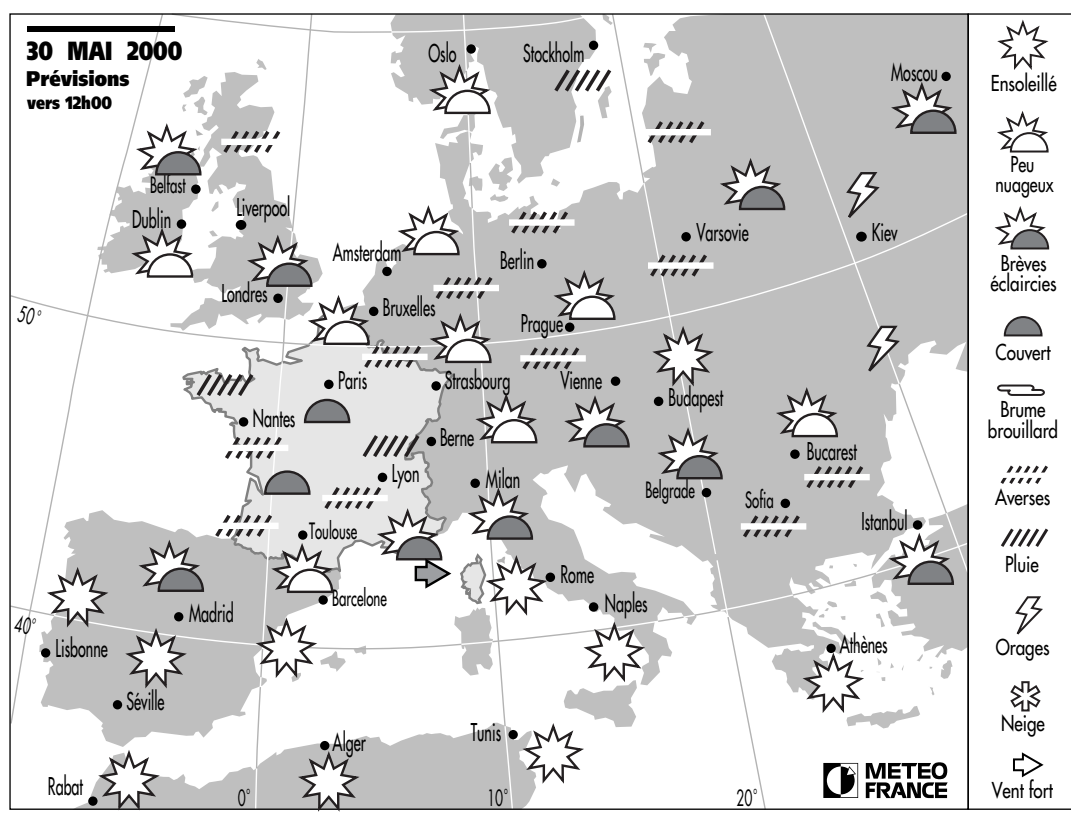 30 MAI 2000
Prévisions
vers 12h00
Oslo
Stockholm
Moscou
Belfast
Dublin
Liverpool
Amsterdam
Berlin
Varsovie
Kiev
Londres
Bruxelles
Prague
50°
Paris
Strasbourg
Vienne
Budapest
Nantes
Berne
Bucarest
Lyon
Milan
Belgrade
Sofia
Istanbul
Toulouse
Rome
Barcelone
Naples
Madrid
40°
Lisbonne
Athènes
Séville
Tunis
Alger
Rabat
0°
10°
20°
METEO
FRANCE
Ensoleillé
Peu
nuageux
Brèves
éclaircies
Couvert
Brume
brouillard
Averses
Pluie
Orages
Neige
Vent fort